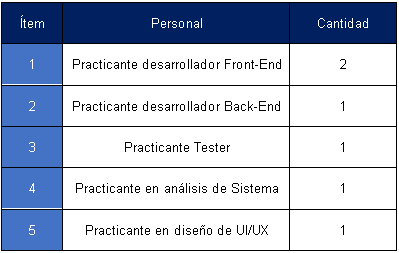 Ítem Personal Cantidad
1 Practicante desarrollador Front-End 2
2 Practicante desarrollador Back-End 1
3 Practicante Tester 1
4 Practicante en análisis de Sistema 1
5 Practicante en diseño de UI/UX 1